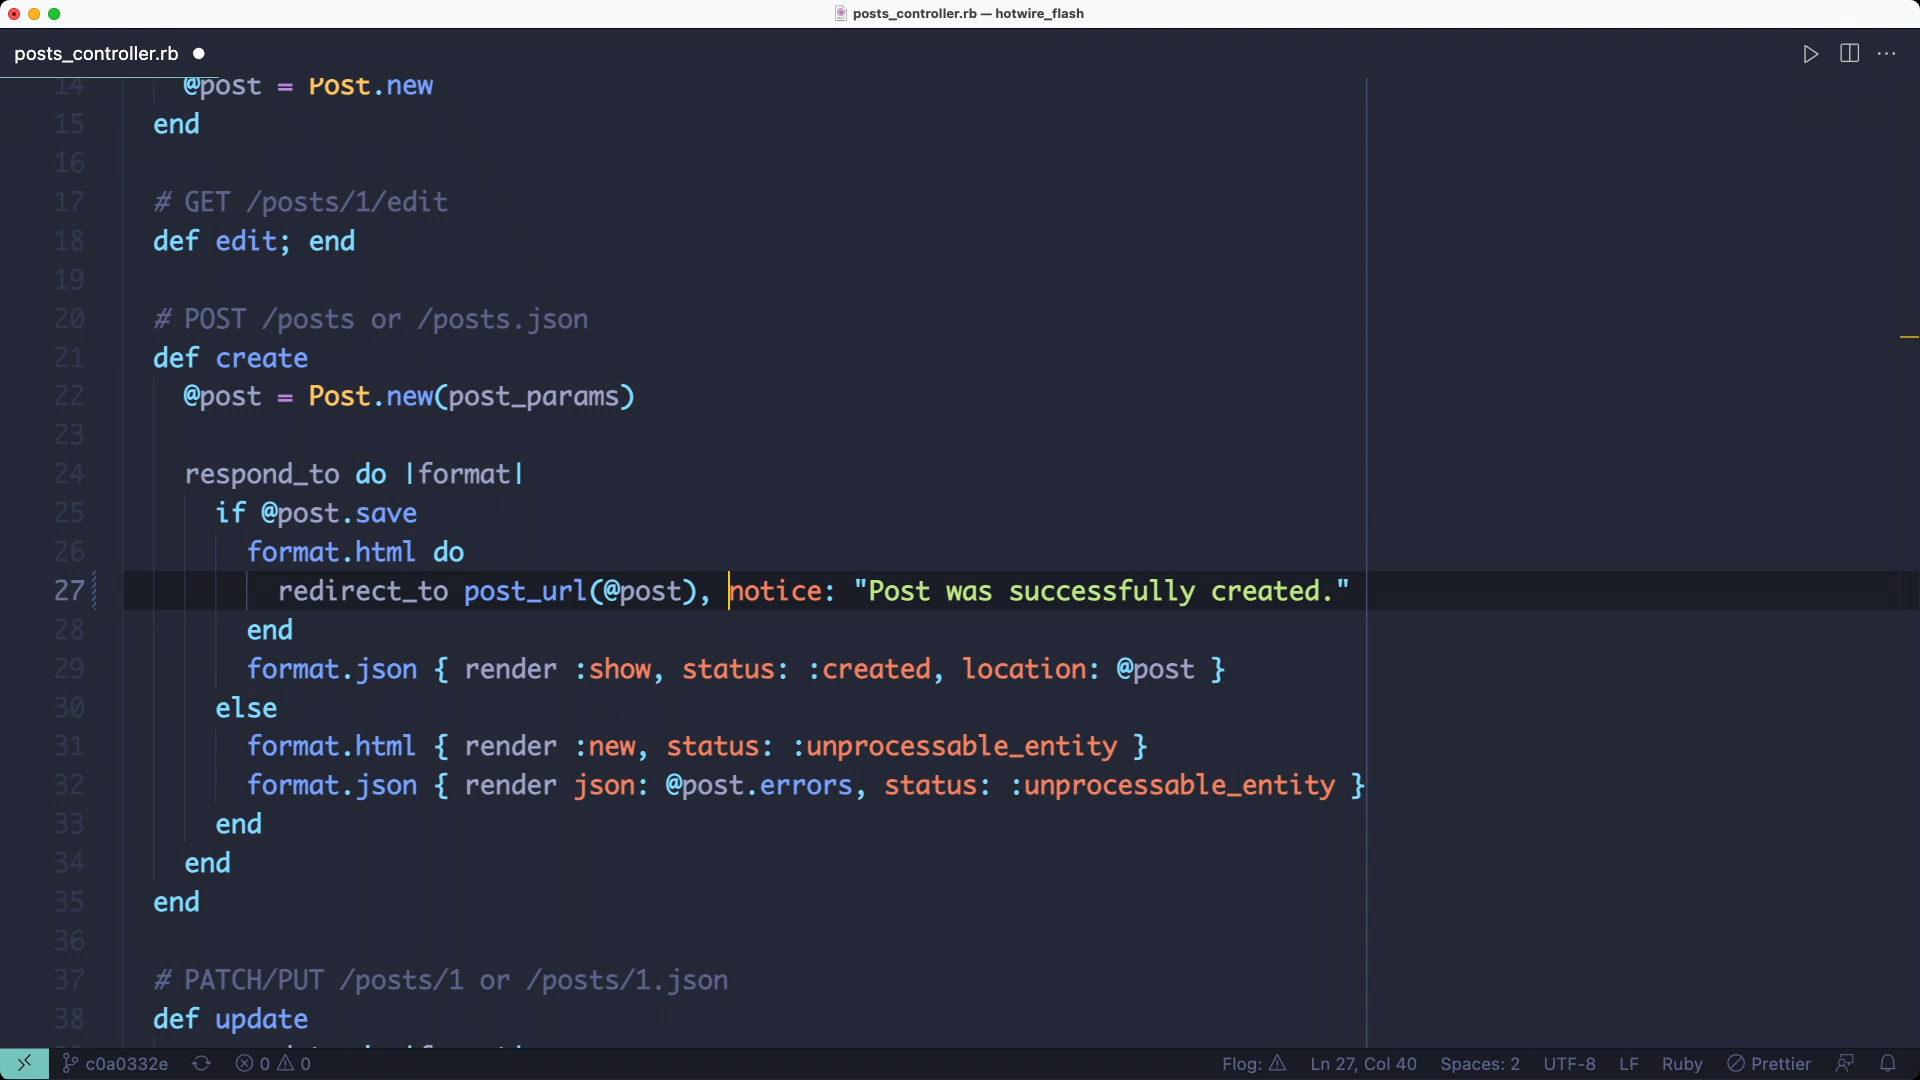 posts_controller.rb — hotwire_flash
posts_controller.rb
14 @post = Post.new
15 end
16
17 # GET /posts/1/edit
18 def edit; end
19
20 # POST /posts or /posts.json
21 def create
22 @post = Post.new(post_params)
23
24 respond_to do |format|
25 if @post.save
26 format.html do
27 redirect_to post_url(@post), notice: "Post was successfully created."
28 end
29 format.json { render :show, status: :created, location: @post }
30 else
31 format.html { render :new, status: :unprocessable_entity }
32 format.json { render json: @post.errors, status: :unprocessable_entity }
33 end
34 end
35 end
36
37 # PATCH/PUT /posts/1 or /posts/1.json
38 def update
c0a0332e 0 0 Flog: Ln 27, Col 40 Spaces: 2 UTF-8 LF Ruby Prettier